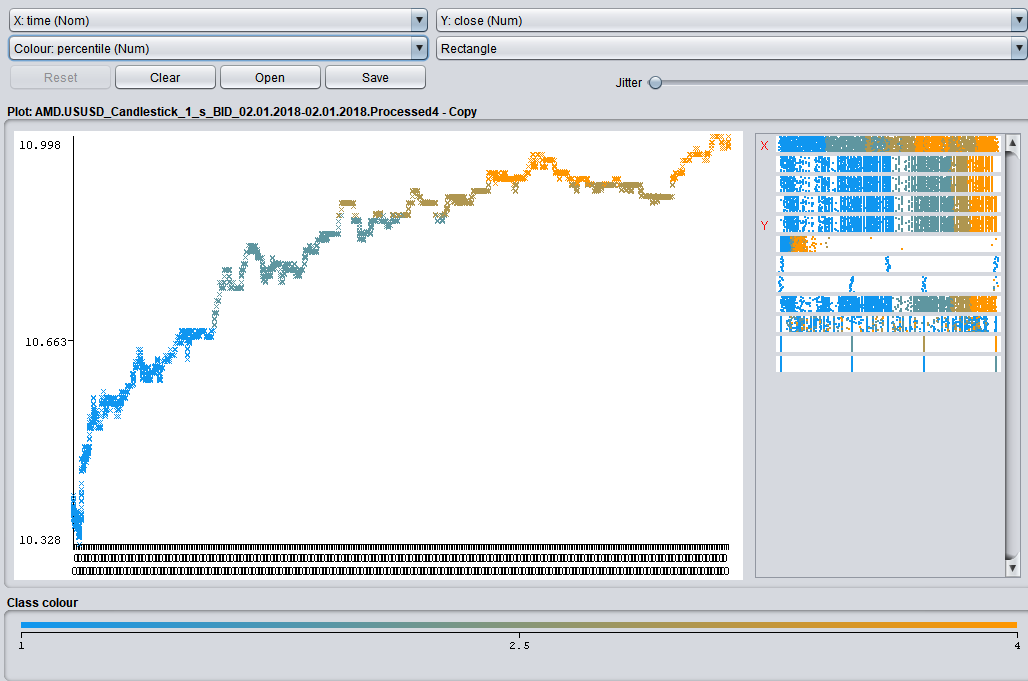 X: time (Nom) Y: close (Num)
Colour: percentile (Num) Rectangle
Reset Clear Open Save Jitter
Plot: AMD.USUSD_Candlestick_1_s_BID_02.01.2018-02.01.2018.Processed4 - Copy
10.998
X
Y
10.663
10.328
Class colour
1 2.5 4